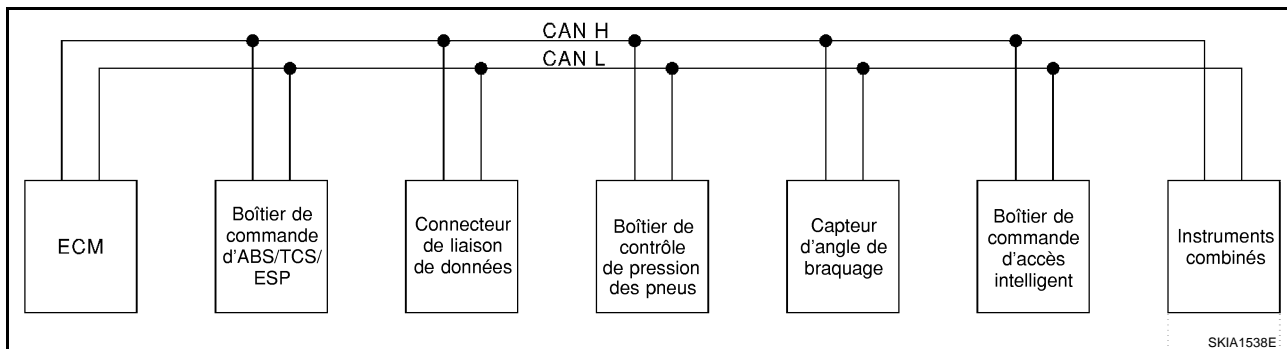 CAN H
CAN L
ECM
Boîtier de
commande
d'ABS/TCS/
ESP
Connecteur
de liaison
de données
Boîtier de
contrôle
de pression
des pneus
Capteur
d'angle de
braquage
Boîtier de
commande
d'accès
intelligent
Instruments
combinés
SKIA1538E